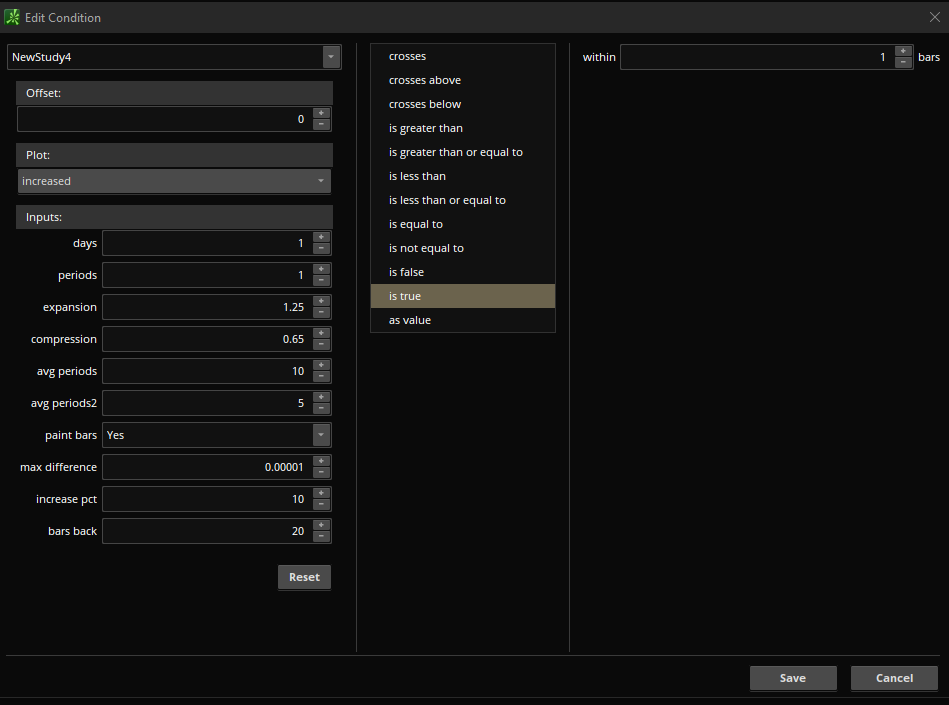 Edit Condition
NewStudy4
Offset:
0
Plot:
increased
Inputs:
days 1
periods 1
expansion 1.25
compression 0.65
avg periods 10
avg periods2 5
paint bars Yes
max difference 0.00001
increase pct 10
bars back 20
Reset
crosses
crosses above
crosses below
is greater than
is greater than or equal to
is less than
is less than or equal to
is equal to
is not equal to
is false
is true
as value
within 1 bars
Save Cancel